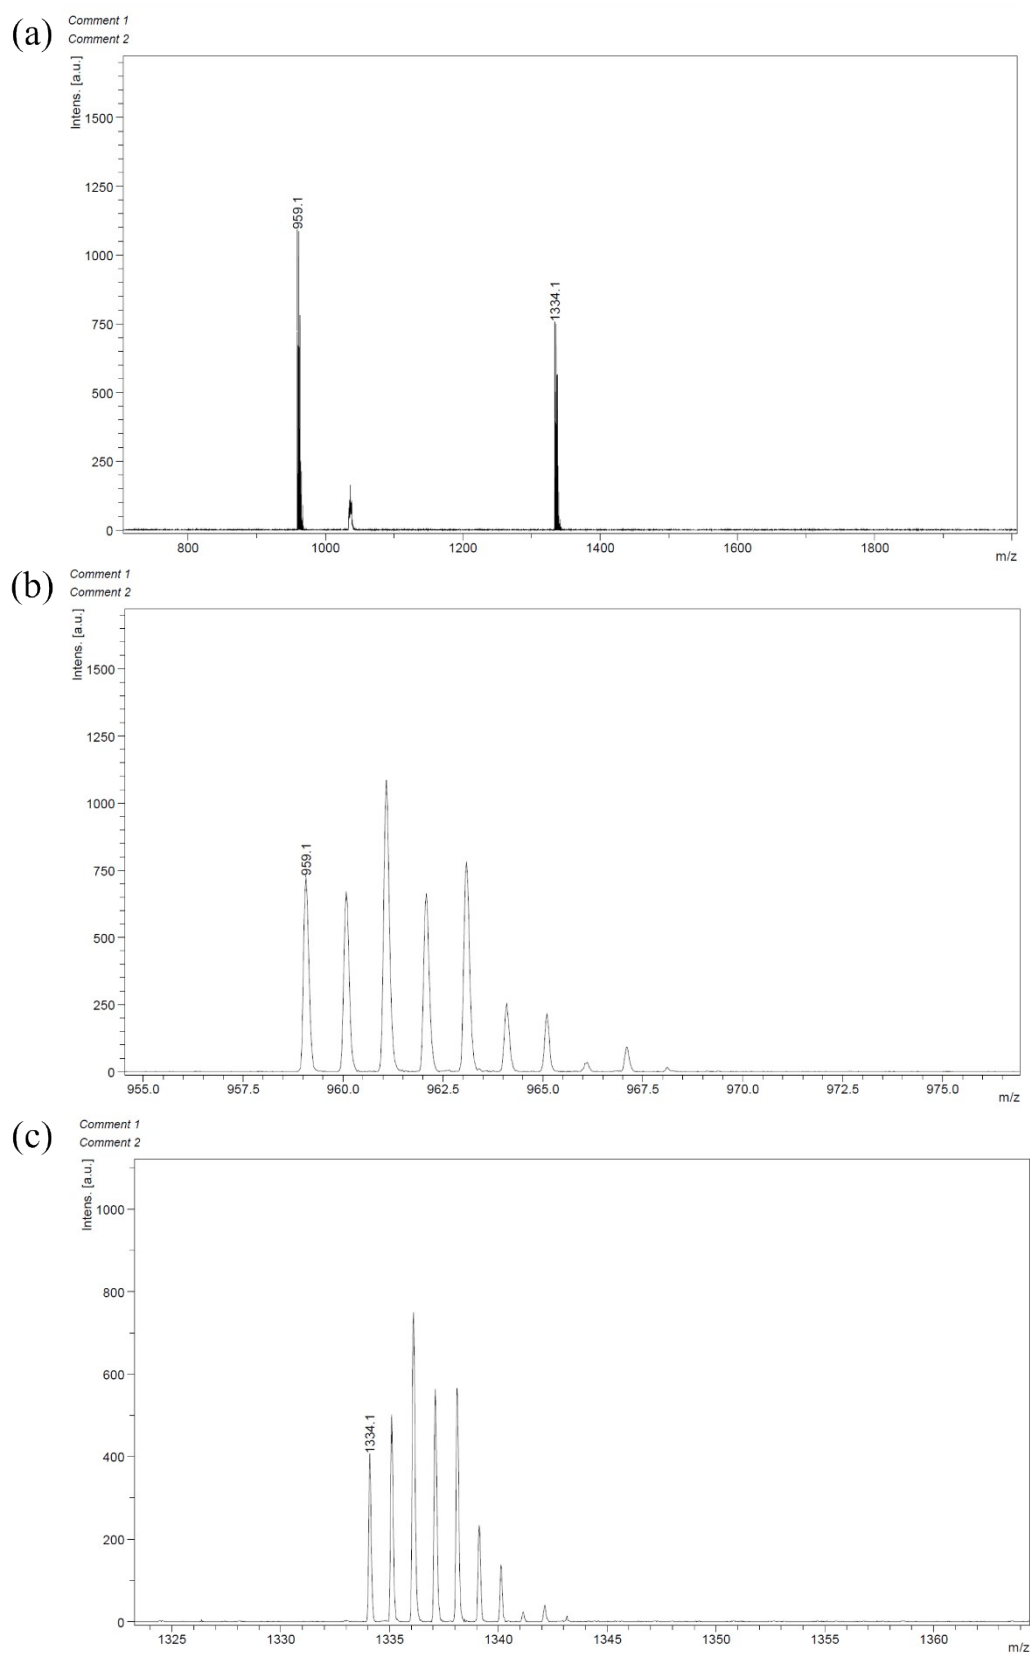 (a)
Comment 1
Comment 2
Intens. [a.u.]
1500
1250
1000
750
500
250
0
959.1
1334.1
800 1000 1200 1400 1600 1800
m/z
(b)
Comment 1
Comment 2
Intens. [a.u.]
1500
1250
1000
750
500
250
0
959.1
955.0 957.5 960.0 962.5 965.0 967.5 970.0 972.5 975.0
m/z
(c)
Comment 1
Comment 2
Intens. [a.u.]
1000
800
600
400
200
0
1334.1
1325 1330 1335 1340 1345 1350 1355 1360
m/z